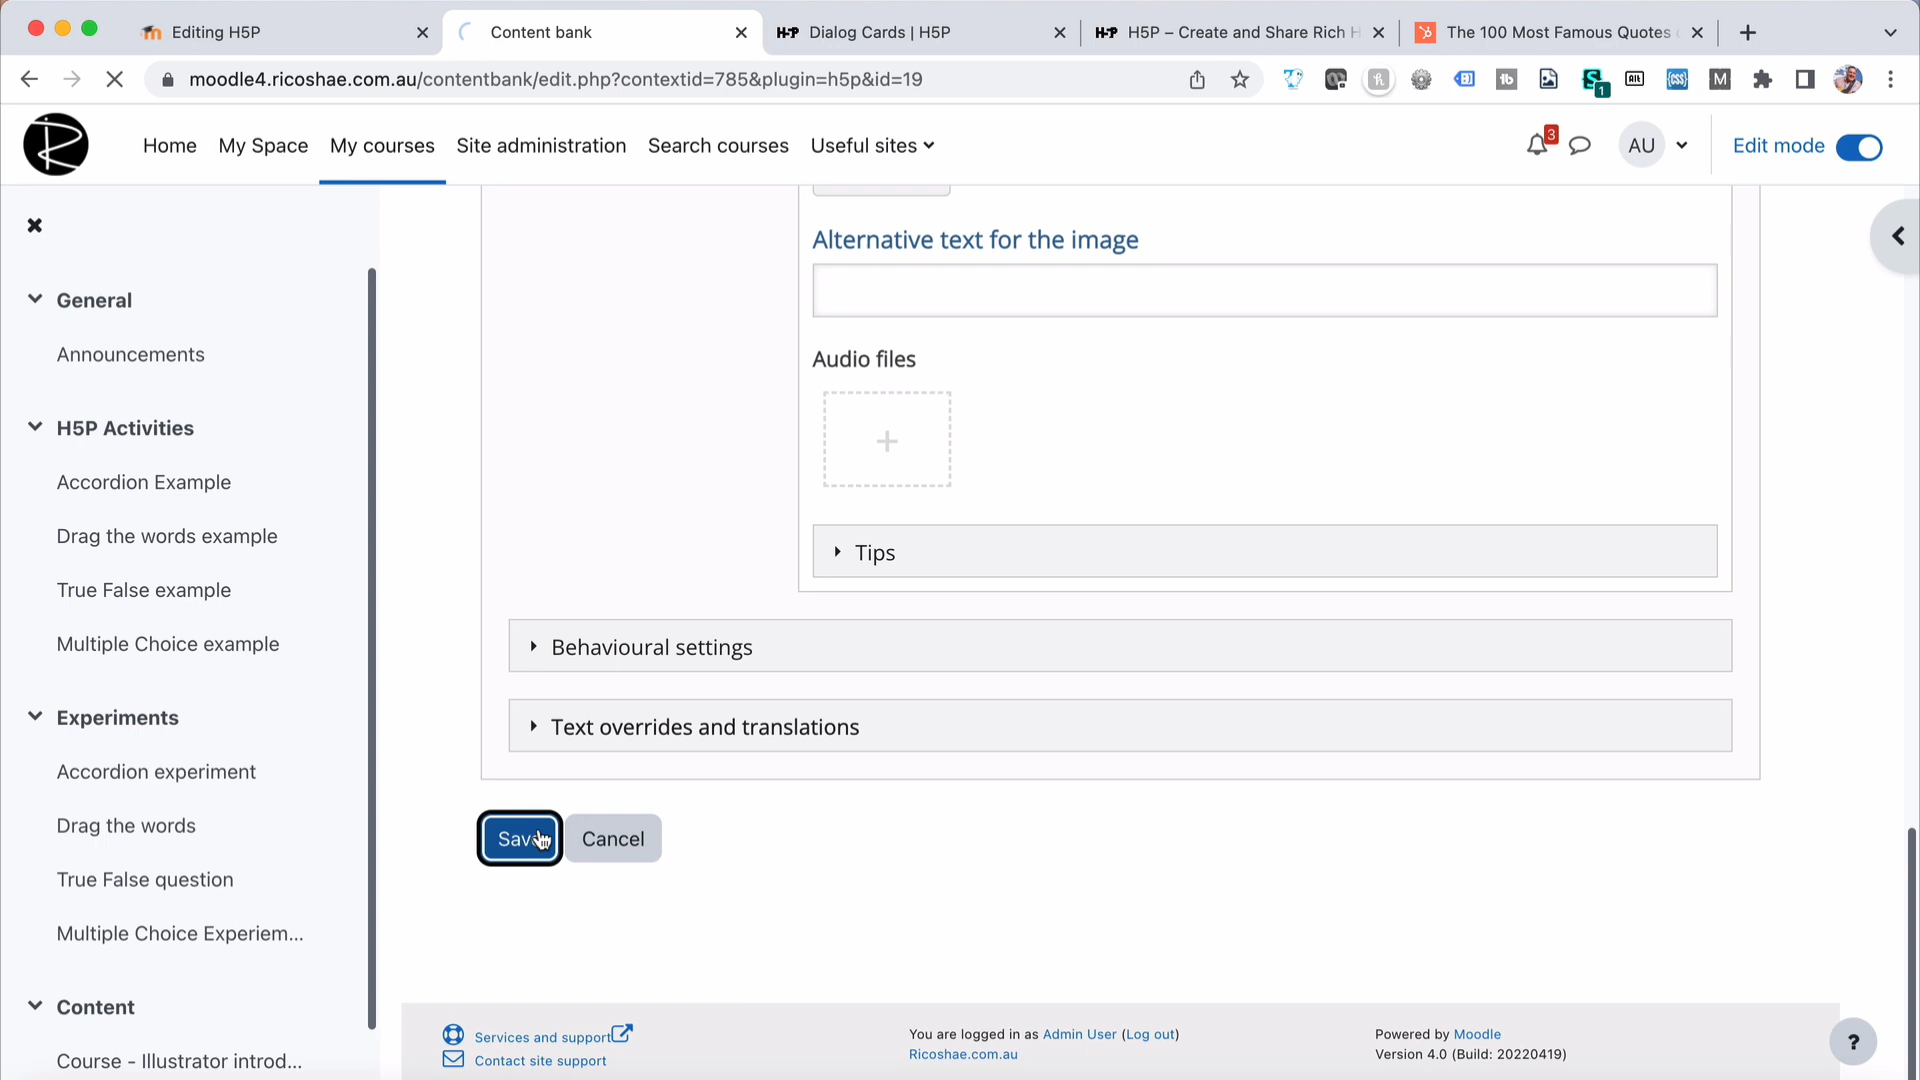 Editing H5P
Content bank
H-P Dialog Cards | H5P
H-P H5P – Create and Share Rich H
The 100 Most Famous Quotes
moodle4.ricoshae.com.au/contentbank/edit.php?contextid=785&plugin=h5p&id=19
Home
My Space
My courses
Site administration
Search courses
Useful sites
3
AU
Edit mode
General
Announcements
H5P Activities
Accordion Example
Drag the words example
True False example
Multiple Choice example
Experiments
Accordion experiment
Drag the words
True False question
Multiple Choice Experiem...
Content
Course - Illustrator introd...
Alternative text for the image
Audio files
+
Tips
Behavioural settings
Text overrides and translations
Save
Cancel
Services and support
Contact site support
You are logged in as Admin User (Log out)
Ricoshae.com.au
Powered by Moodle
Version 4.0 (Build: 20220419)
?